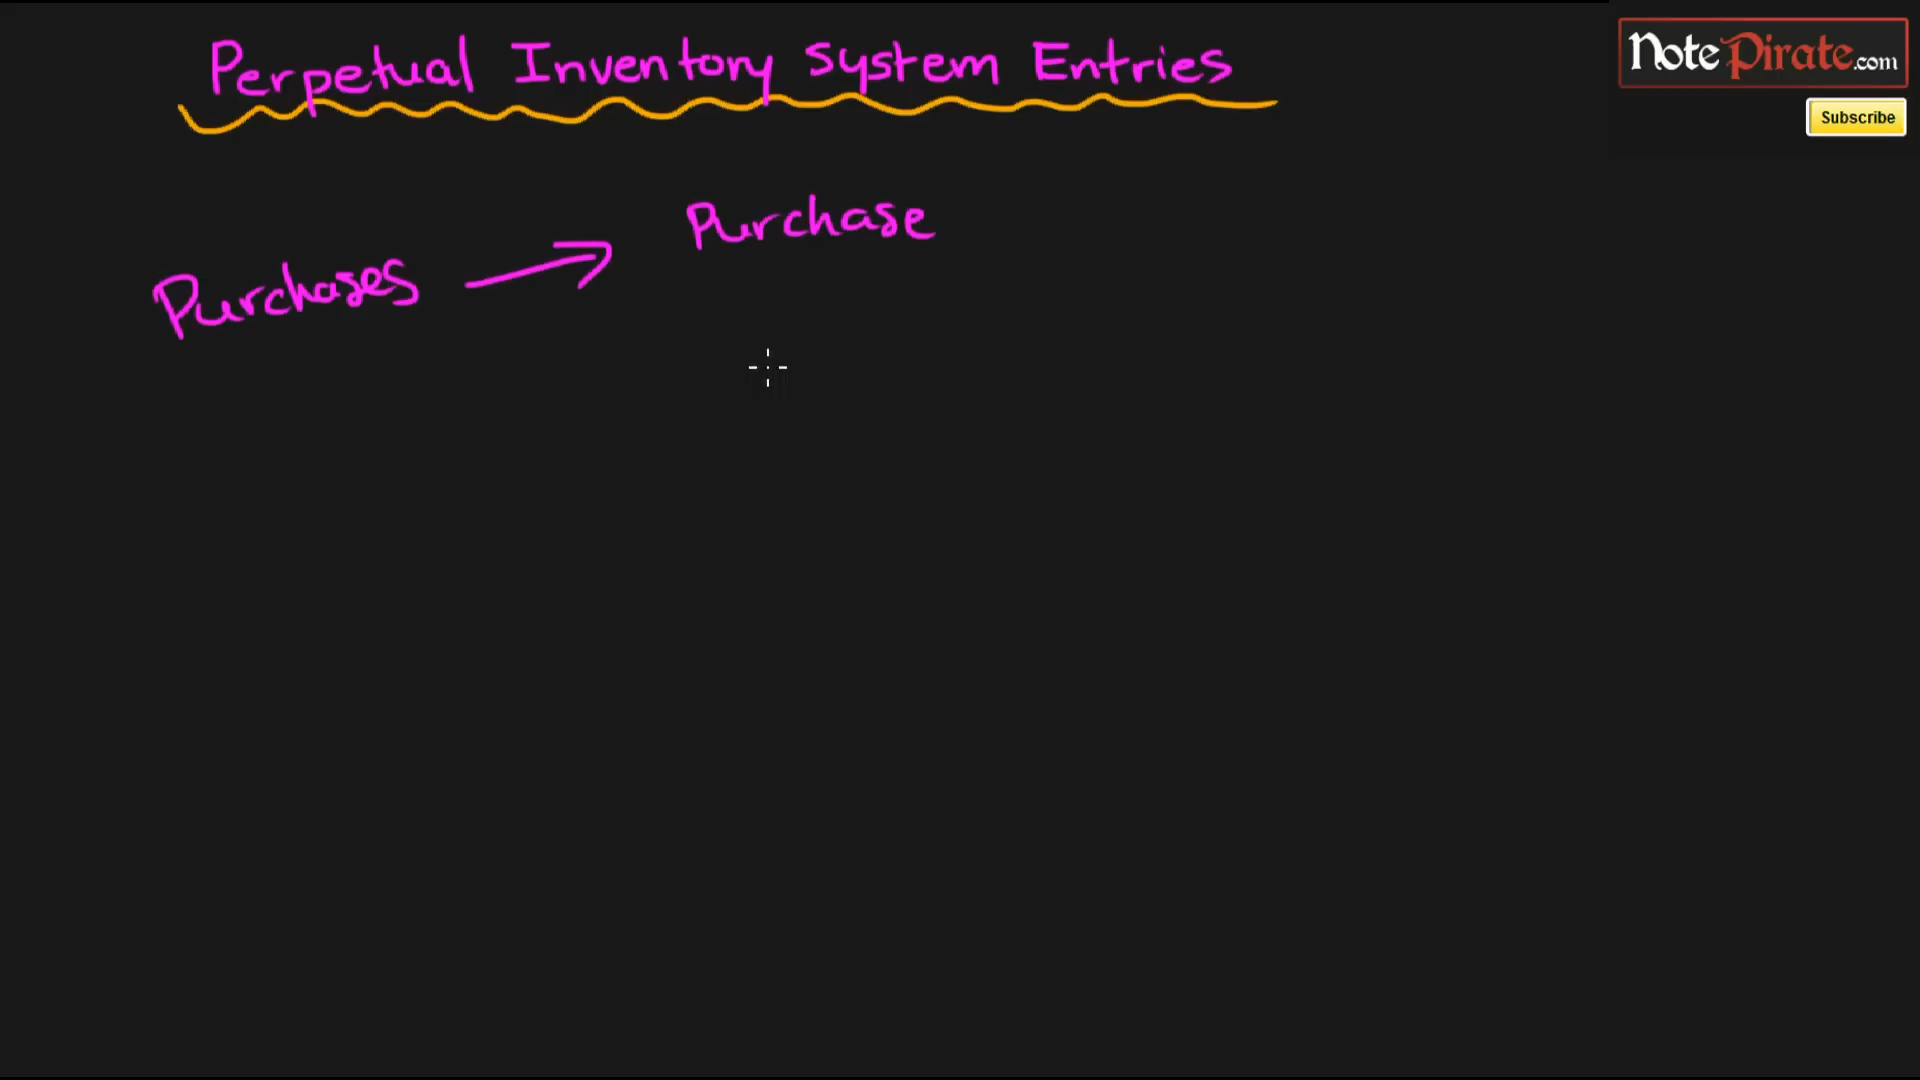 Perpetual Inventory System Entries
NotePirate.com
Subscribe
Purchase
Purchases